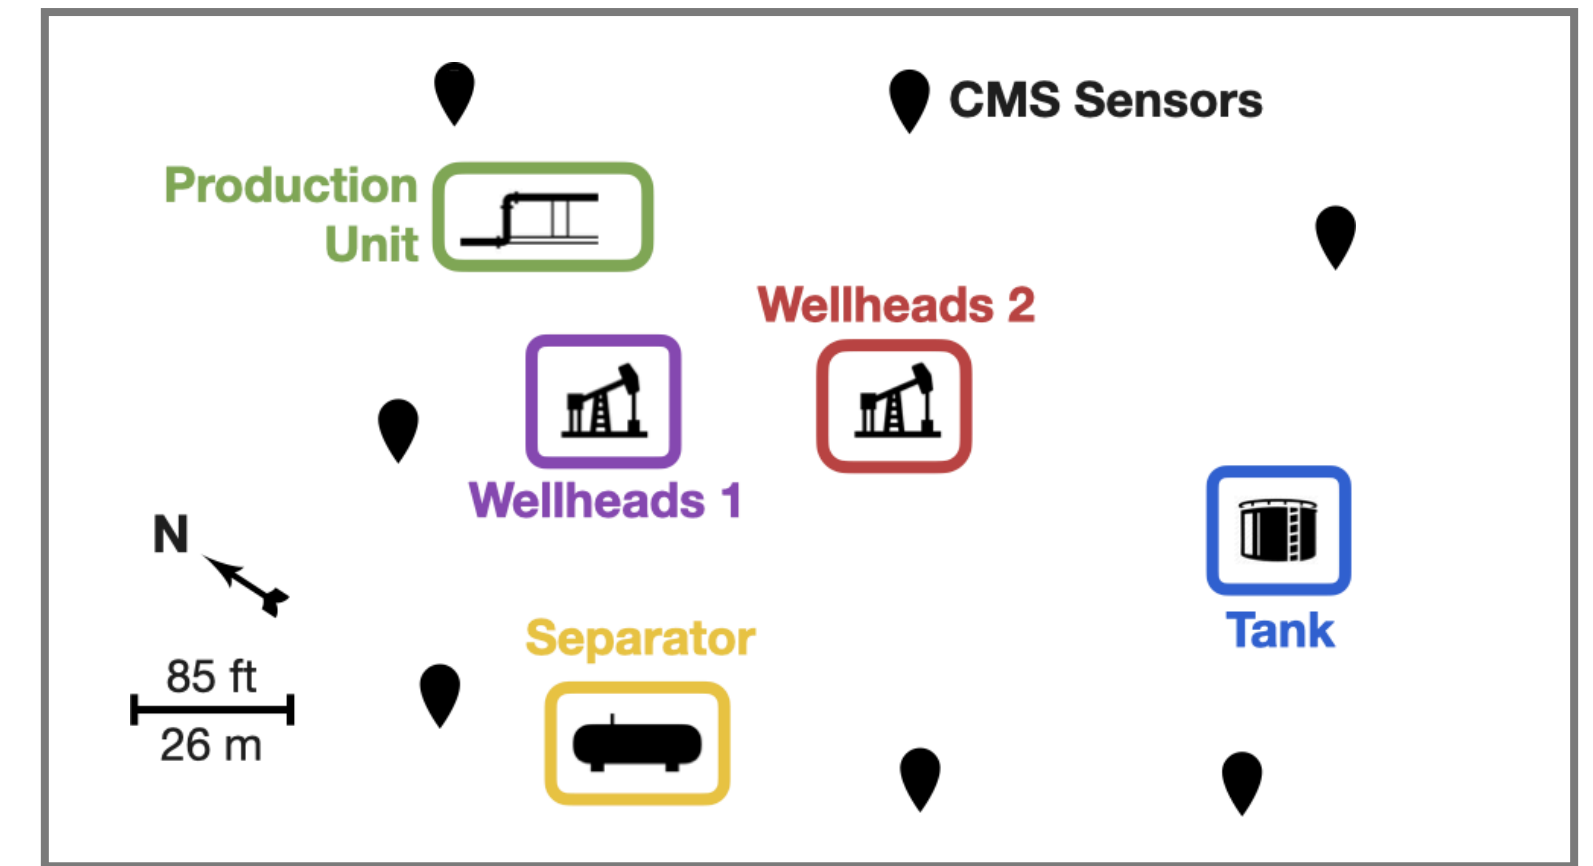 CMS Sensors
Production
Unit
Wellheads 2
Wellheads 1
N
Tank
Separator
85 ft
26 m